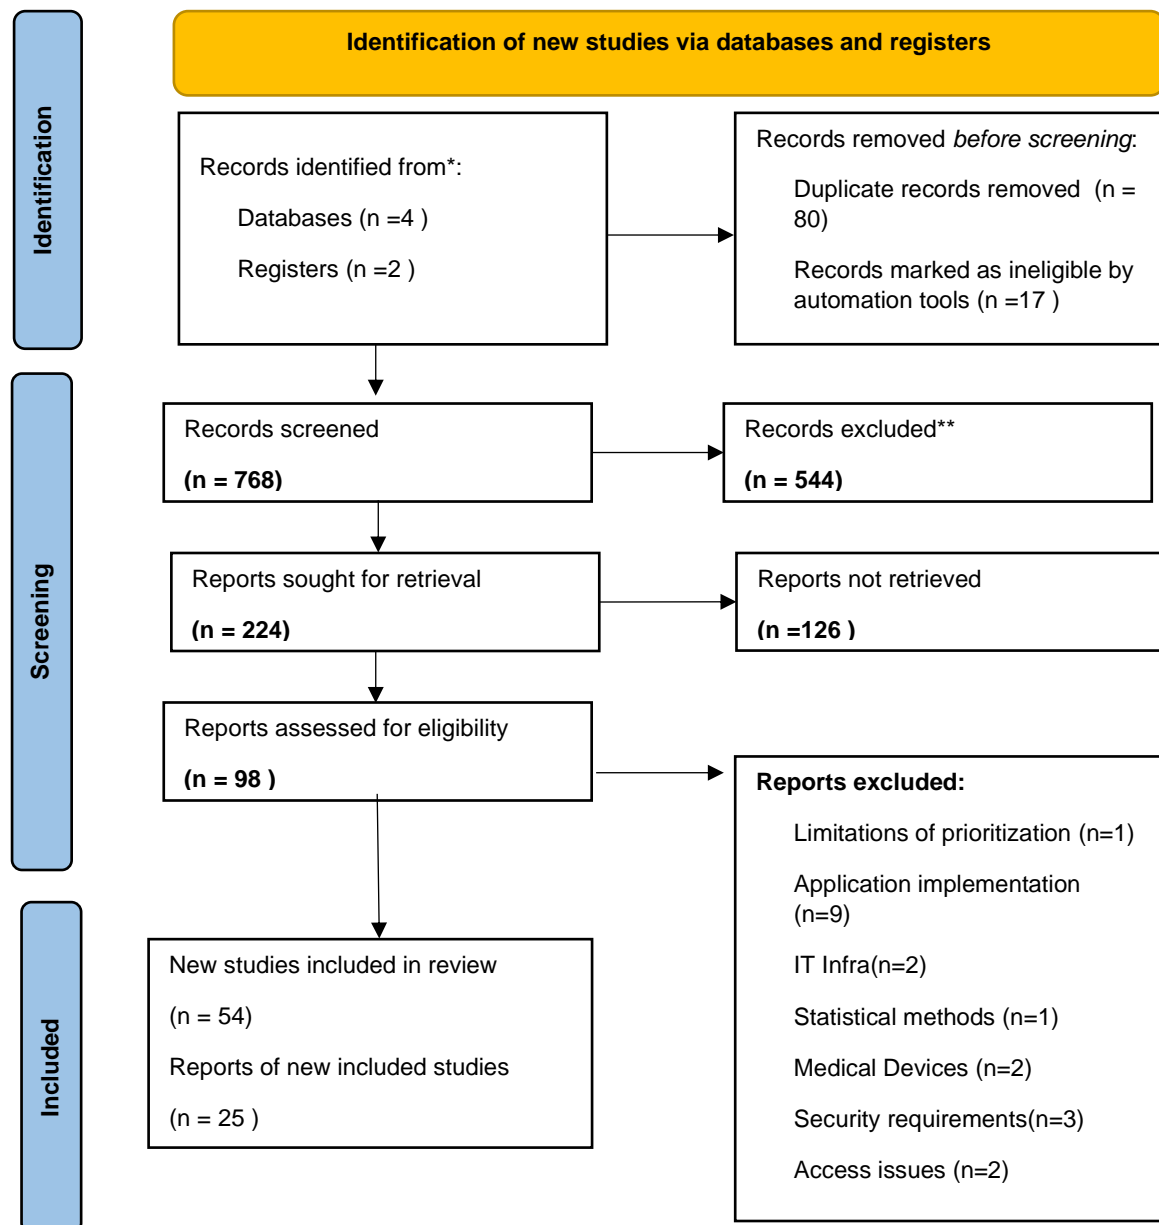 Identification of new studies via databases and registers
Identification
Records identified from*:
Databases (n =4 )
Registers (n =2 )
Records removed before screening:
Duplicate records removed  (n =
80)
Records marked as ineligible by
automation tools (n =17 )
Screening
Records screened
(n = 768)
Records excluded**
(n = 544)
Reports sought for retrieval
(n = 224)
Reports not retrieved
(n =126 )
Reports assessed for eligibility
(n = 98 )
Reports excluded:
Limitations of prioritization (n=1)
Application implementation
(n=9)
IT Infra(n=2)
Statistical methods (n=1)
Medical Devices (n=2)
Security requirements(n=3)
Access issues (n=2)
Included
New studies included in review
(n = 54)
Reports of new included studies
(n = 25 )